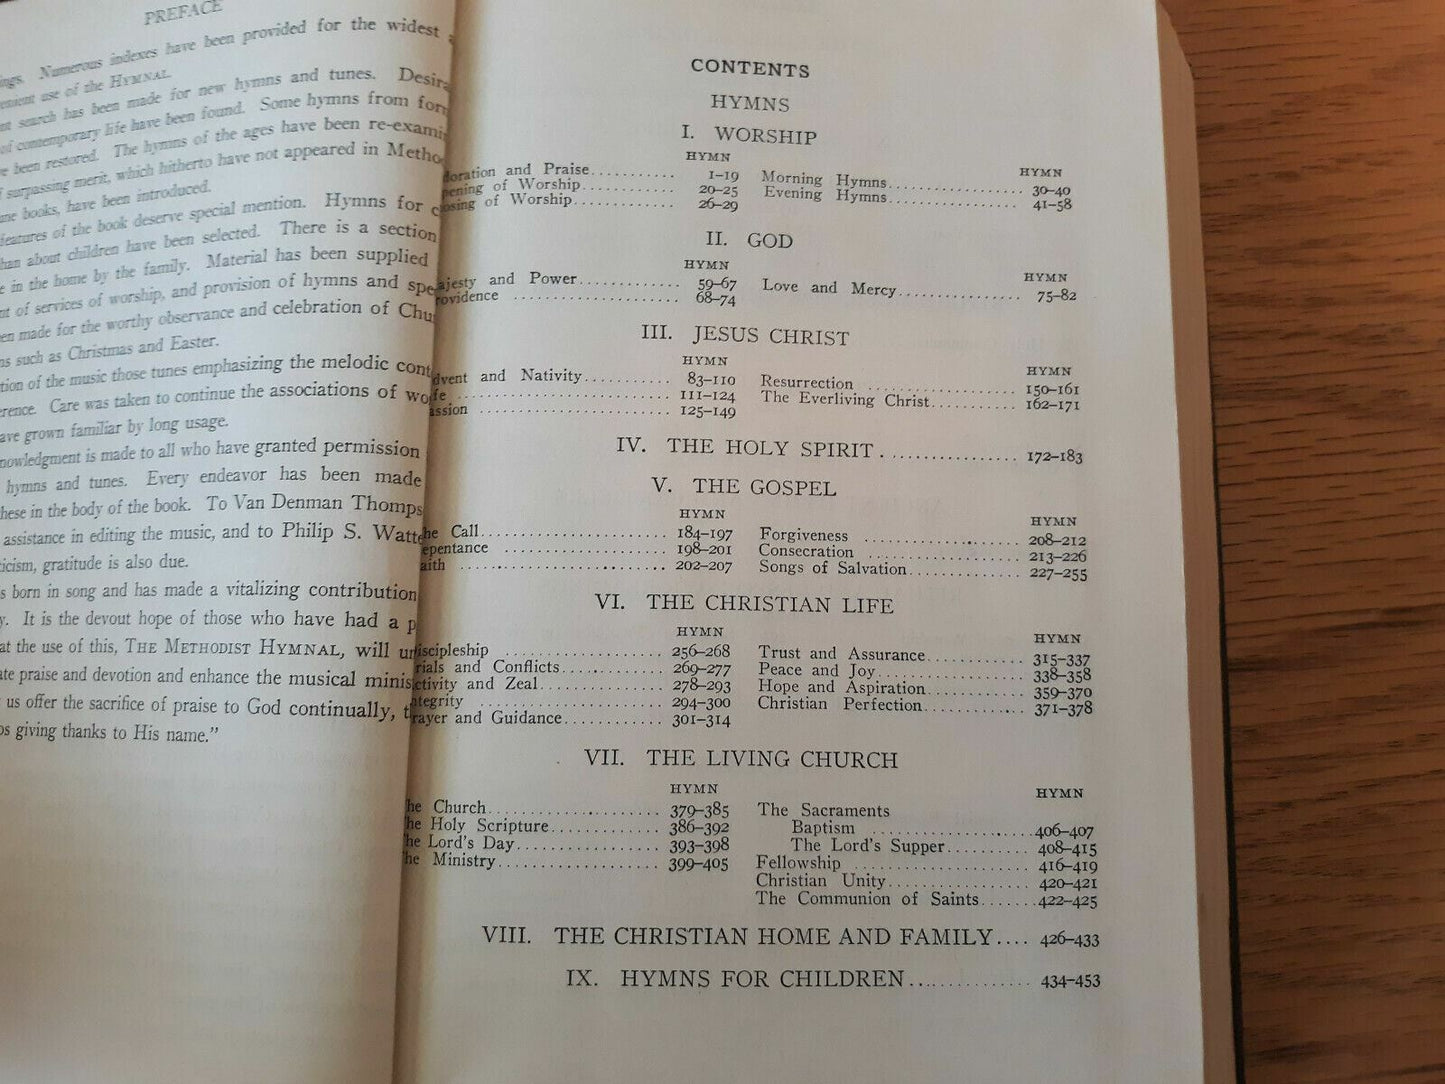 PREFACE
ings. Numerous indexes have been provided for the widest a
enient use of the HYMNAL.
nt search has been made for new hymns and tunes. Desira
of contemporary life have been found. Some hymns from form
e been restored. The hymns of the ages have been re-exami
f surpassing merit, which hitherto have not appeared in Metho
une books, have been introduced.
features of the book deserve special mention. Hymns for c
han about children have been selected. There is a section
e in the home by the family. Material has been supplied
nt of services of worship, and provision of hymns and spe
en made for the worthy observance and celebration of Chu
ns such as Christmas and Easter.
tion of the music those tunes emphasizing the melodic cont
erence. Care was taken to continue the associations of wo
ave grown familiar by long usage.
nowledgment is made to all who have granted permission
hymns and tunes. Every endeavor has been made
hese in the body of the book. To Van Denman Thomps
assistance in editing the music, and to Philip S. Watte
ticism, gratitude is also due.
s born in song and has made a vitalizing contribution
y. It is the devout hope of those who have had a p
at the use of this, THE METHODIST HYMNAL, will un
te praise and devotion and enhance the musical minis
us offer the sacrifice of praise to God continually, t
os giving thanks to His name."
CONTENTS
HYMNS
I. WORSHIP
HYMN
doration and Praise........... 1–19
pening of Worship............ 20–25
osing of Worship............. 26–29
HYMN
Morning Hymns............... 30–40
Evening Hymns................ 41–58
II. GOD
HYMN
ajesty and Power............ 59–67
rovidence .................... 68–74
HYMN
Love and Mercy.............. 75–82
III. JESUS CHRIST
HYMN
dvent and Nativity........... 83–110
fe .......................... 111–124
assion ....................... 125–149
HYMN
Resurrection .................. 150–161
The Everliving Christ.......... 162–171
IV. THE HOLY SPIRIT ................. 172–183
V. THE GOSPEL
HYMN
he Call....................... 184–197
epentance .................... 198–201
aith ......................... 202–207
HYMN
Forgiveness .................. 208–212
Consecration .................. 213–226
Songs of Salvation............. 227–255
VI. THE CHRISTIAN LIFE
HYMN
iscipleship ................... 256–268
rials and Conflicts............ 269–277
ctivity and Zeal............... 278–293
ntegrity ...................... 294–300
rayer and Guidance............ 301–314
HYMN
Trust and Assurance............ 315–337
Peace and Joy.................. 338–358
Hope and Aspiration............ 359–370
Christian Perfection............ 371–378
VII. THE LIVING CHURCH
HYMN
he Church..................... 379–385
he Holy Scripture............. 386–392
he Lord's Day................. 393–398
he Ministry................... 399–405
HYMN
The Sacraments
Baptism .................... 406–407
The Lord's Supper.......... 408–415
Fellowship .................... 416–419
Christian Unity................ 420–421
The Communion of Saints....... 422–425
VIII. THE CHRISTIAN HOME AND FAMILY.... 426–433
IX. HYMNS FOR CHILDREN............... 434–453